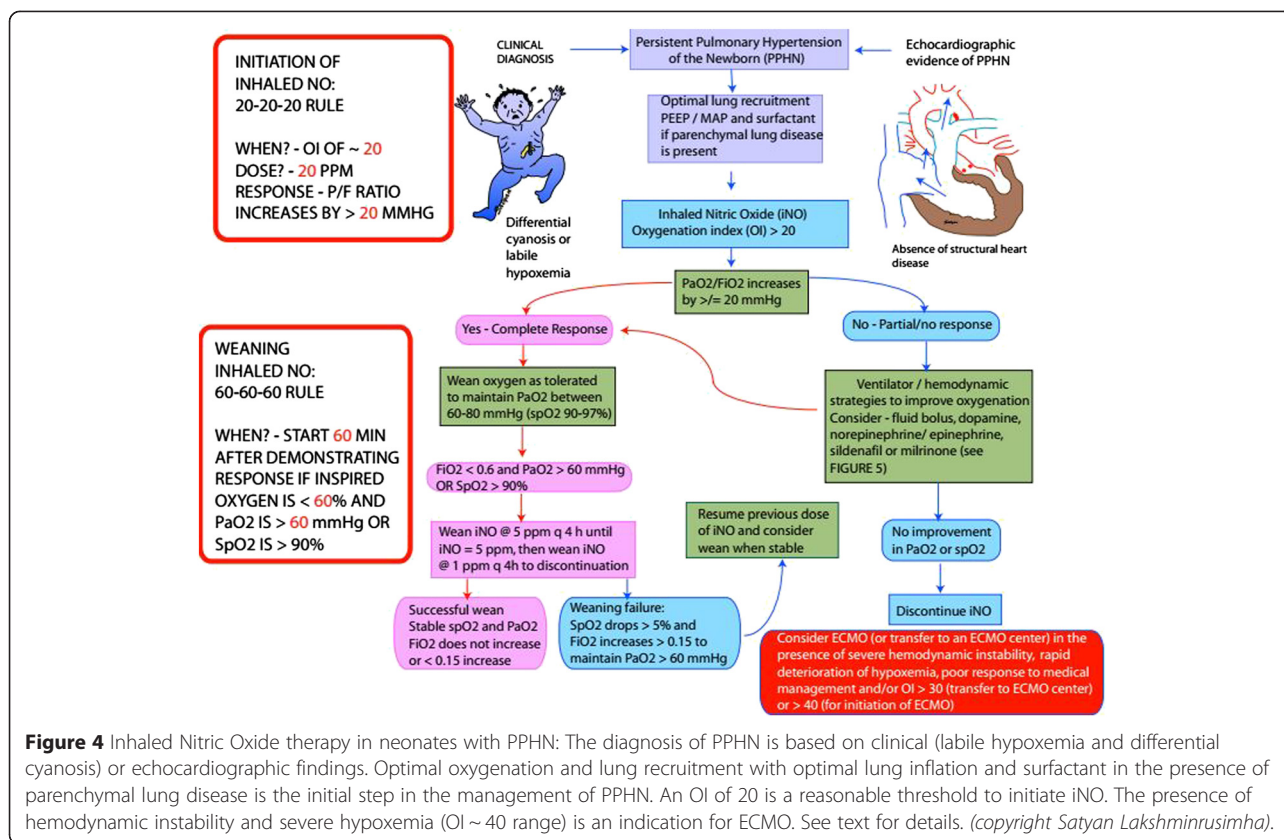 INITIATION OF
INHALED NO:
20-20-20 RULE
WHEN? - OI OF ~ 20
DOSE? - 20 PPM
RESPONSE - P/F RATIO
INCREASES BY > 20 MMHG
CLINICAL
DIAGNOSIS
Persistent Pulmonary Hypertension
of the Newborn (PPHN)
Echocardiographic
evidence of PPHN
Optimal lung recruitment
PEEP / MAP and surfactant
if parenchymal lung disease
is present
Differential
cyanosis or
labile
hypoxemia
Inhaled Nitric Oxide (iNO)
Oxygenation index (OI) > 20
Absence of structural heart
disease
PaO2/FiO2 increases
by >/= 20 mmHg
Yes - Complete Response
No - Partial/no response
WEANING
INHALED NO:
60-60-60 RULE
WHEN? - START 60 MIN
AFTER DEMONSTRATING
RESPONSE IF INSPIRED
OXYGEN IS < 60% AND
PaO2 IS > 60 mmHg OR
SpO2 IS > 90%
Wean oxygen as tolerated
to maintain PaO2 between
60-80 mmHg (spO2 90-97%)
Ventilator / hemodynamic
strategies to improve oxygenation
Consider - fluid bolus, dopamine,
norepinephrine/ epinephrine,
sildenafil or milrinone (see
FIGURE 5)
FiO2 < 0.6 and PaO2 > 60 mmHg
OR SpO2 > 90%
Wean iNO @ 5 ppm q 4 h until
iNO = 5 ppm, then wean iNO
@ 1 ppm q 4h to discontinuation
Resume previous dose
of iNO and consider
wean when stable
No improvement
in PaO2 or spO2
Successful wean
Stable spO2 and PaO2
FiO2 does not increase
or < 0.15 increase
Weaning failure:
SpO2 drops > 5% and
FiO2 increases > 0.15 to
maintain PaO2 > 60 mmHg
Discontinue iNO
Consider ECMO (or transfer to an ECMO center) in the
presence of severe hemodynamic instability, rapid
deterioration of hypoxemia, poor response to medical
management and/or OI > 30 (transfer to ECMO center)
or > 40 (for initiation of ECMO)
Figure 4 Inhaled Nitric Oxide therapy in neonates with PPHN: The diagnosis of PPHN is based on clinical (labile hypoxemia and differential
cyanosis) or echocardiographic findings. Optimal oxygenation and lung recruitment with optimal lung inflation and surfactant in the presence of
parenchymal lung disease is the initial step in the management of PPHN. An OI of 20 is a reasonable threshold to initiate iNO. The presence of
hemodynamic instability and severe hypoxemia (OI ~ 40 range) is an indication for ECMO. See text for details. (copyright Satyan Lakshminrusimha).